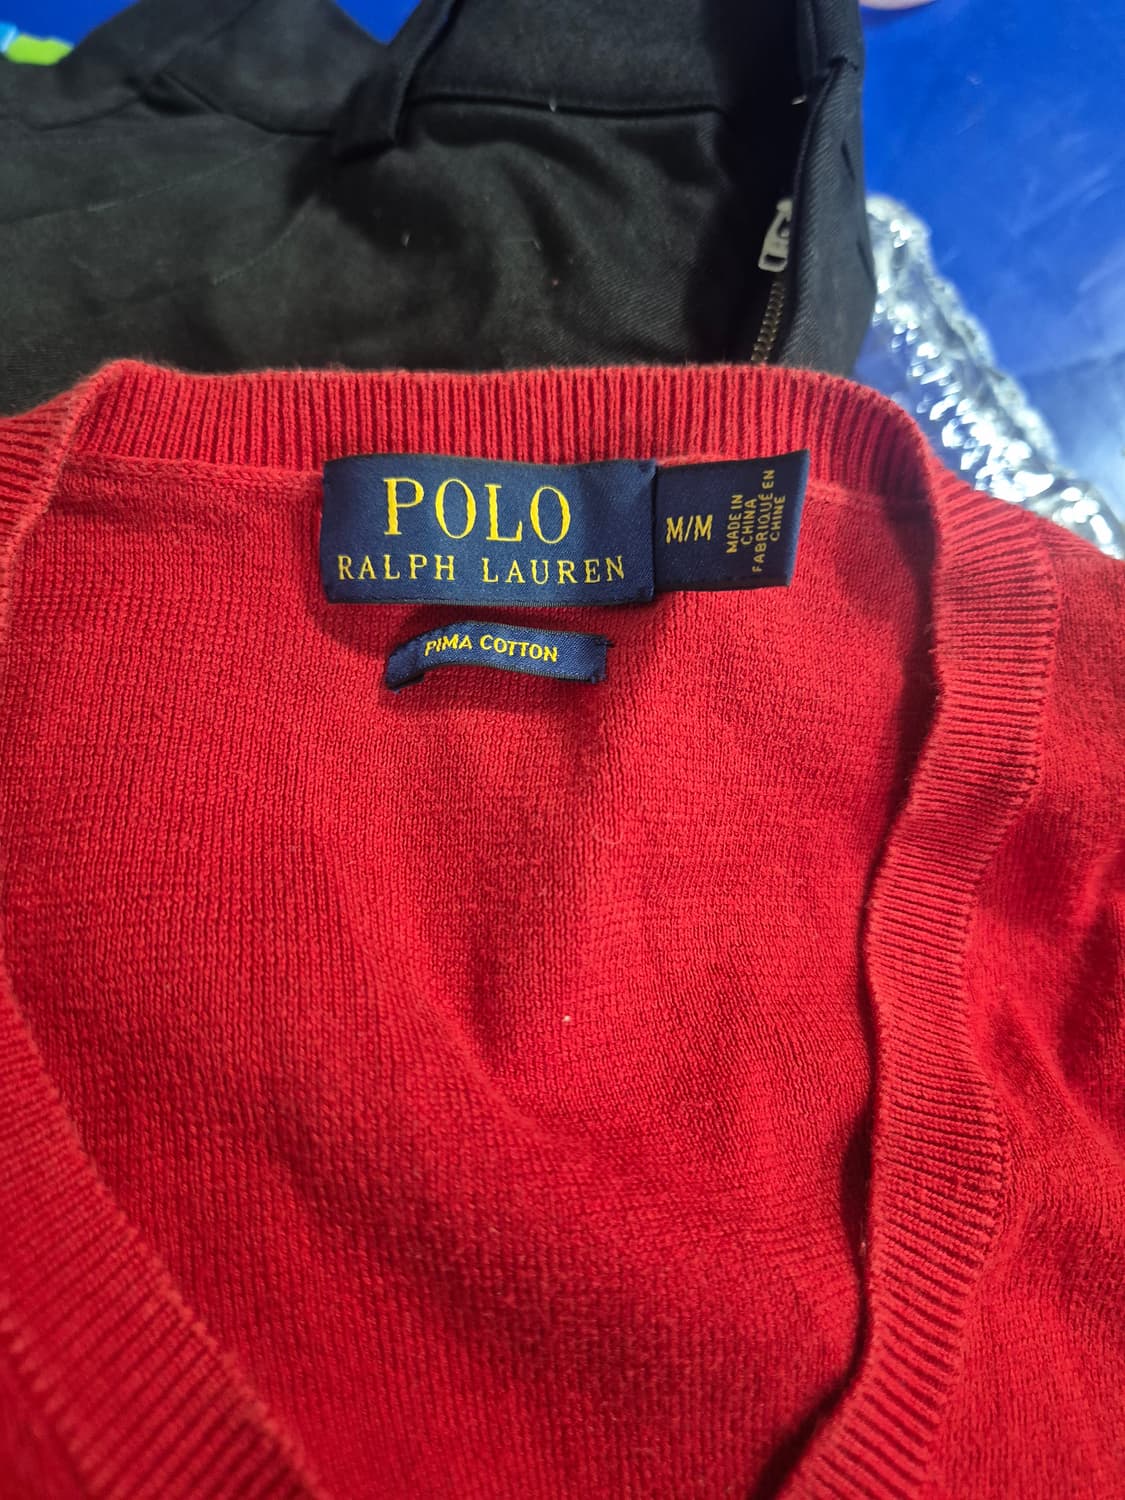 POLO
RALPH LAUREN
M/M
MADE IN
CHINA
FABRIQUÉ EN
CHINE
PIMA COTTON